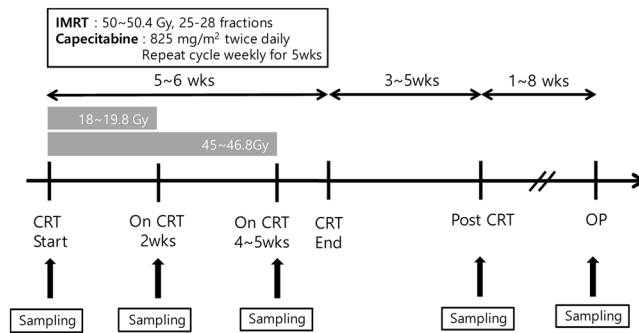 IMRT : 50~50.4 Gy, 25-28 fractions
Capecitabine : 825 mg/m² twice daily
Repeat cycle weekly for 5wks
5~6 wks
3~5wks
1~8 wks
18~19.8 Gy
45~46.8Gy
CRT
Start
On CRT
2wks
On CRT
4~5wks
CRT
End
Post CRT
OP
Sampling
Sampling
Sampling
Sampling
Sampling